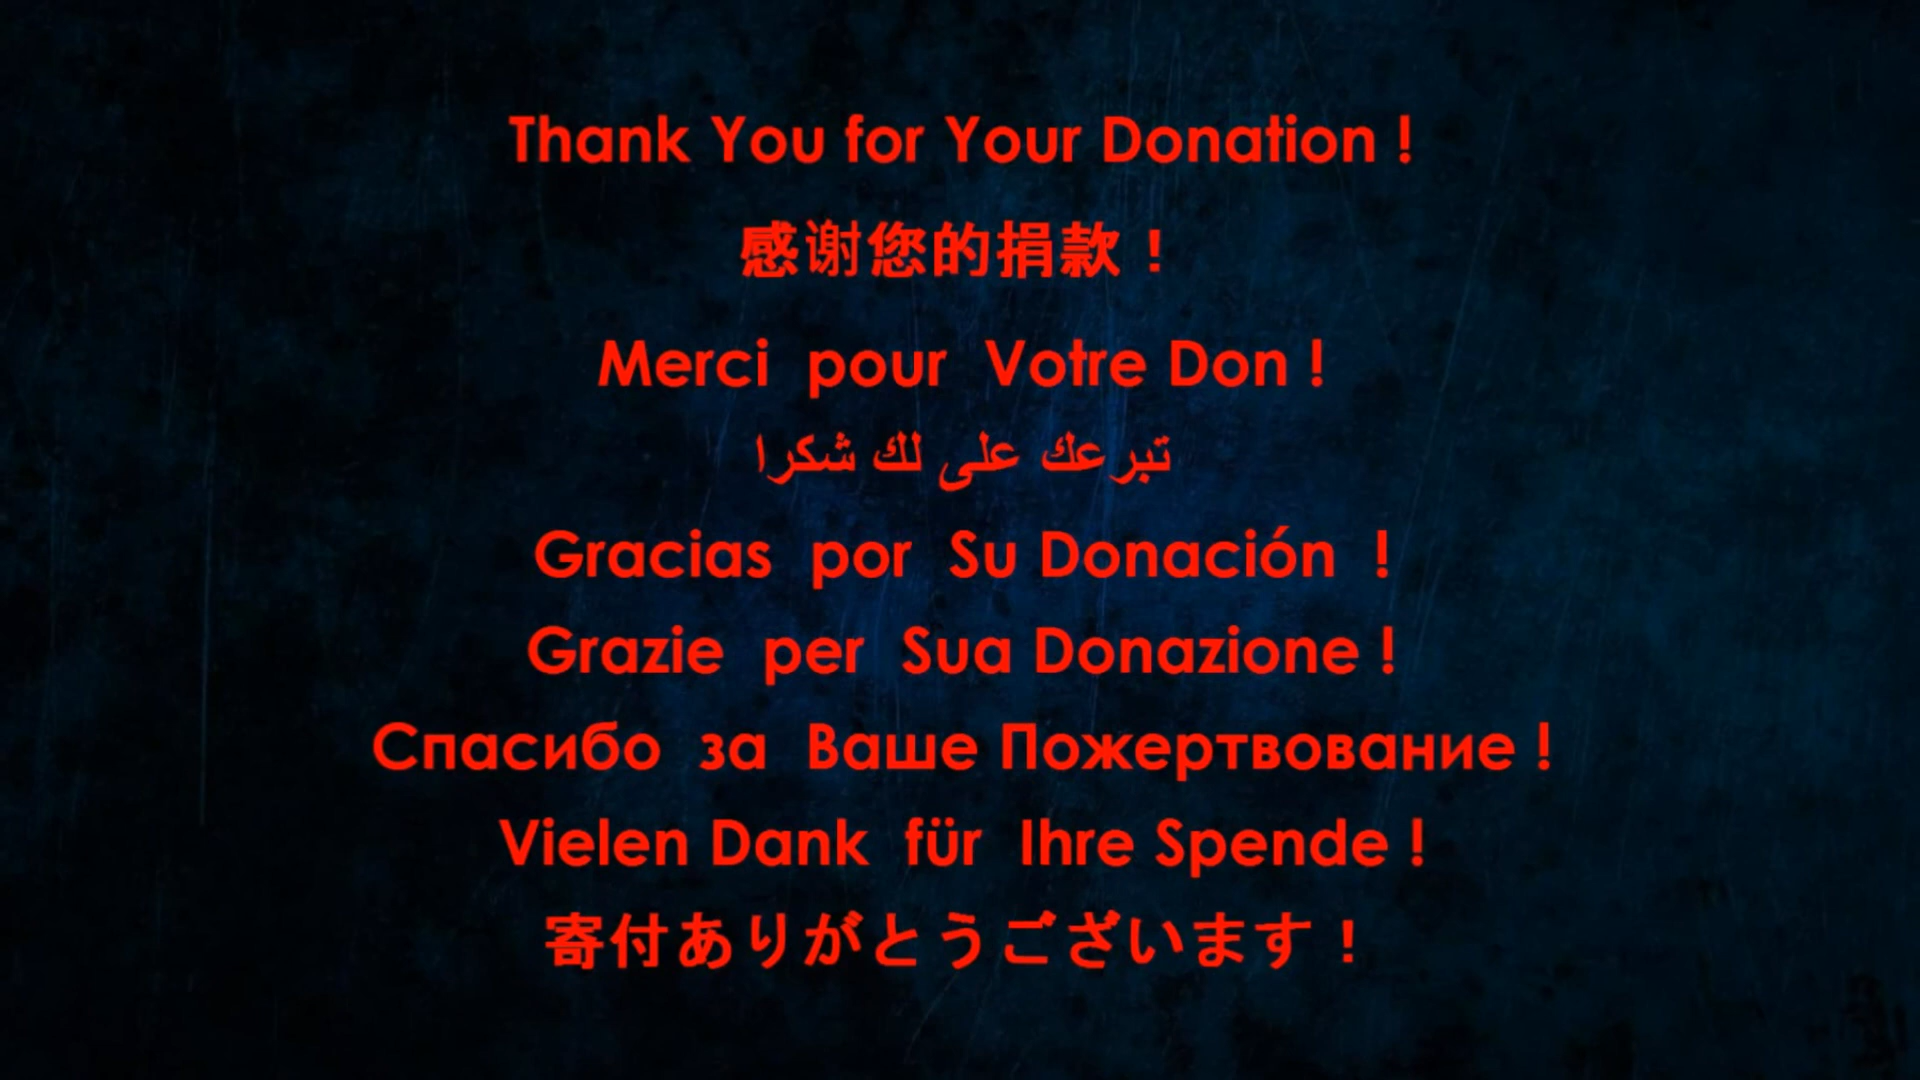 Thank You for Your Donation !
感谢您的捐款！
Merci pour Votre Don !
تبرعك على لك شكرا
Gracias por Su Donación !
Grazie per Sua Donazione !
Спасибо за Ваше Пожертвование !
Vielen Dank für Ihre Spende !
寄付ありがとうございます！